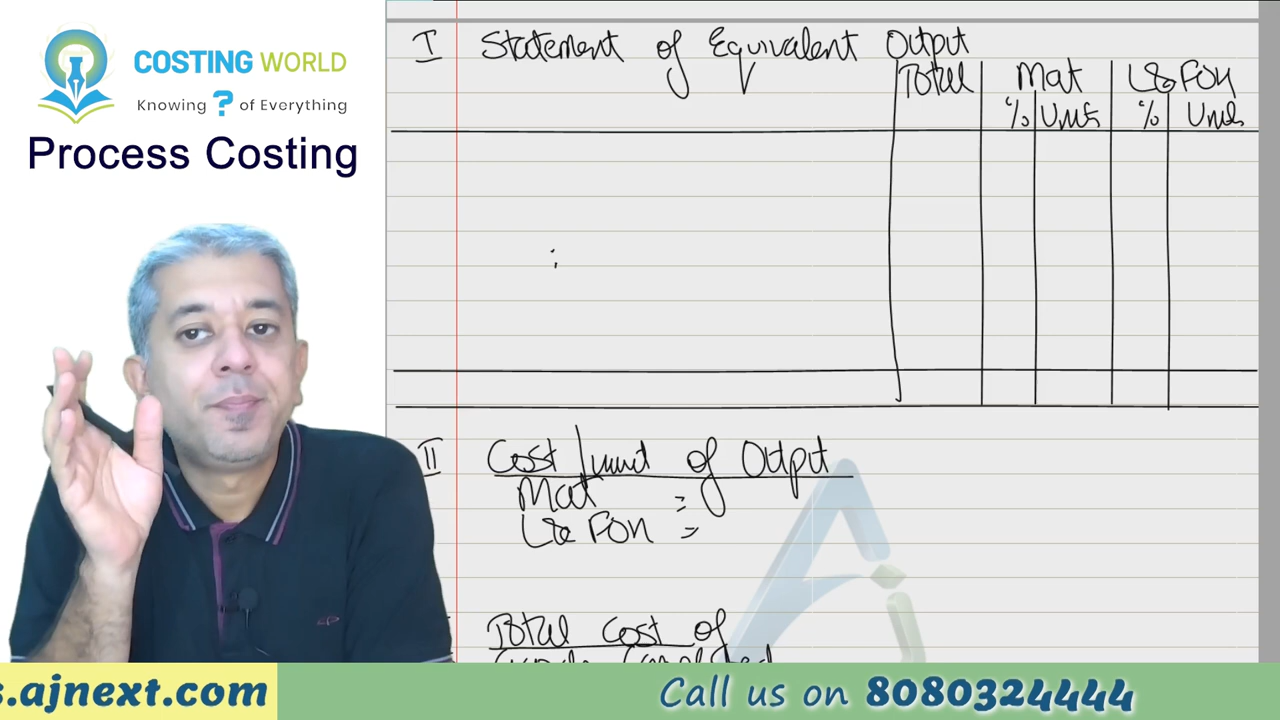 COSTING WORLD
Knowing ? of Everything
Process Costing
I Statement of Equivalent Output
Total Mat L & FOH
% Units % Units
II Cost/unit of Output
Mat =
L & FOH =
Total Cost of
s.ajnext.com
Call us on 8080324444